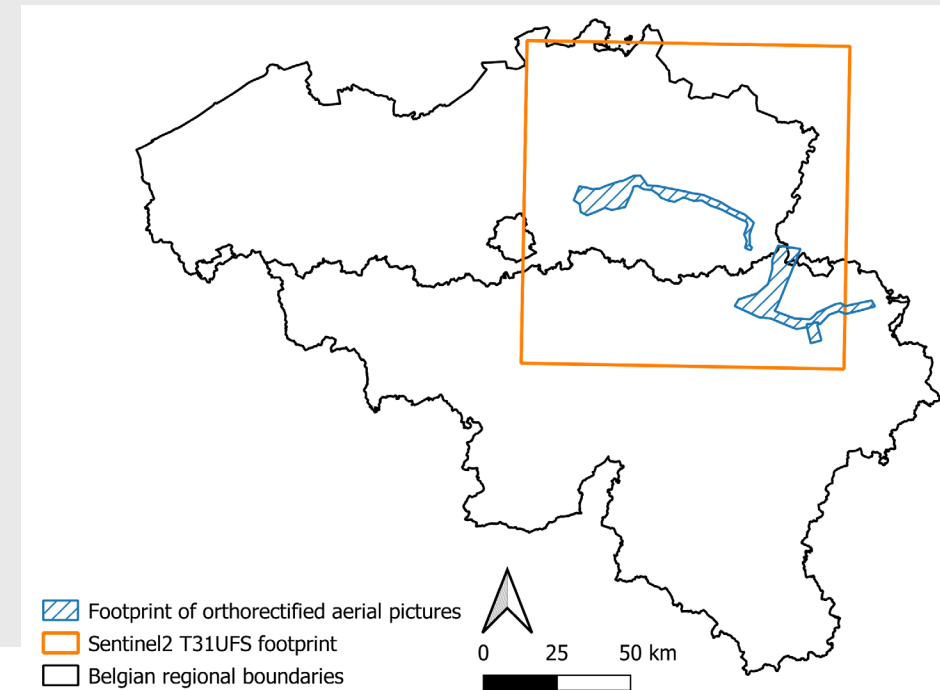 Footprint of orthorectified aerial pictures
Sentinel2 T31UFS footprint
Belgian regional boundaries
0 25 50 km